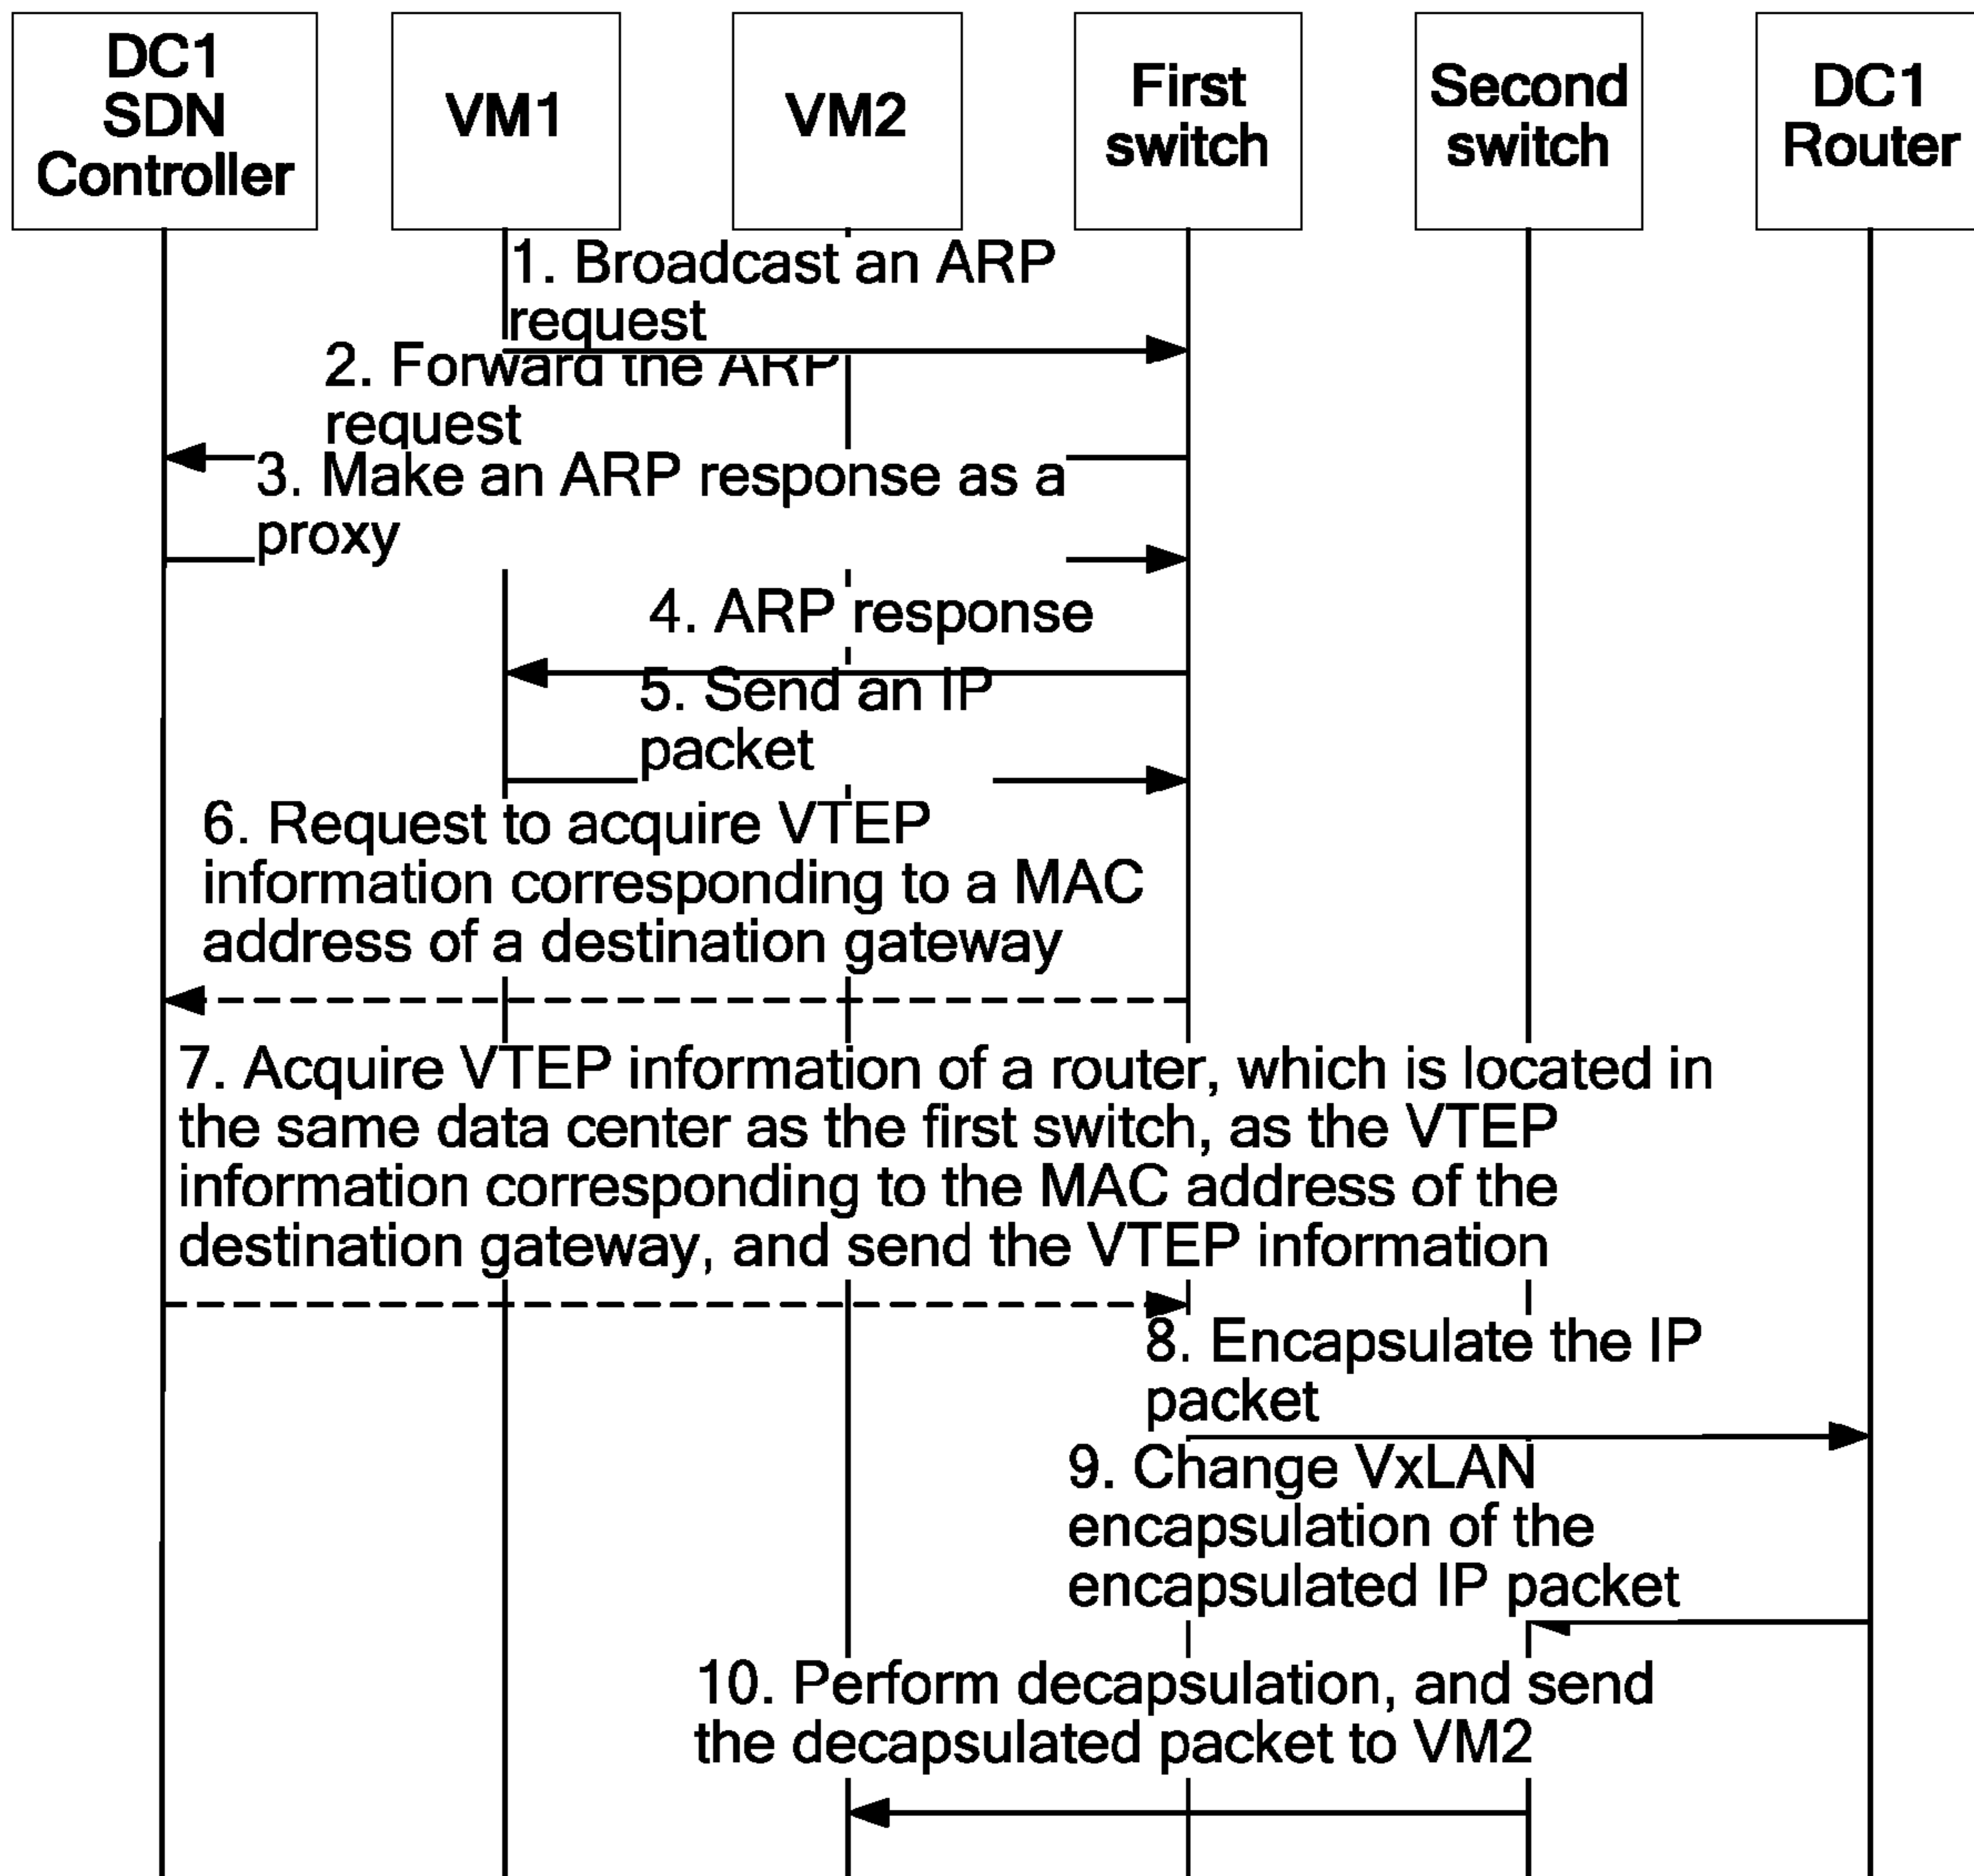 DC1
SDN
Controller
VM1
VM2
First
switch
Second
switch
DC1
Router
1. Broadcast an ARP
request
2. Forward the ARP
request
3. Make an ARP response as a
proxy
4. ARP response
5. Send an IP
packet
6. Request to acquire VTEP
information corresponding to a MAC
address of a destination gateway
7. Acquire VTEP information of a router, which is located in
the same data center as the first switch, as the VTEP
information corresponding to the MAC address of the
destination gateway, and send the VTEP information
8. Encapsulate the IP
packet
9. Change VxLAN
encapsulation of the
encapsulated IP packet
10. Perform decapsulation, and send
the decapsulated packet to VM2